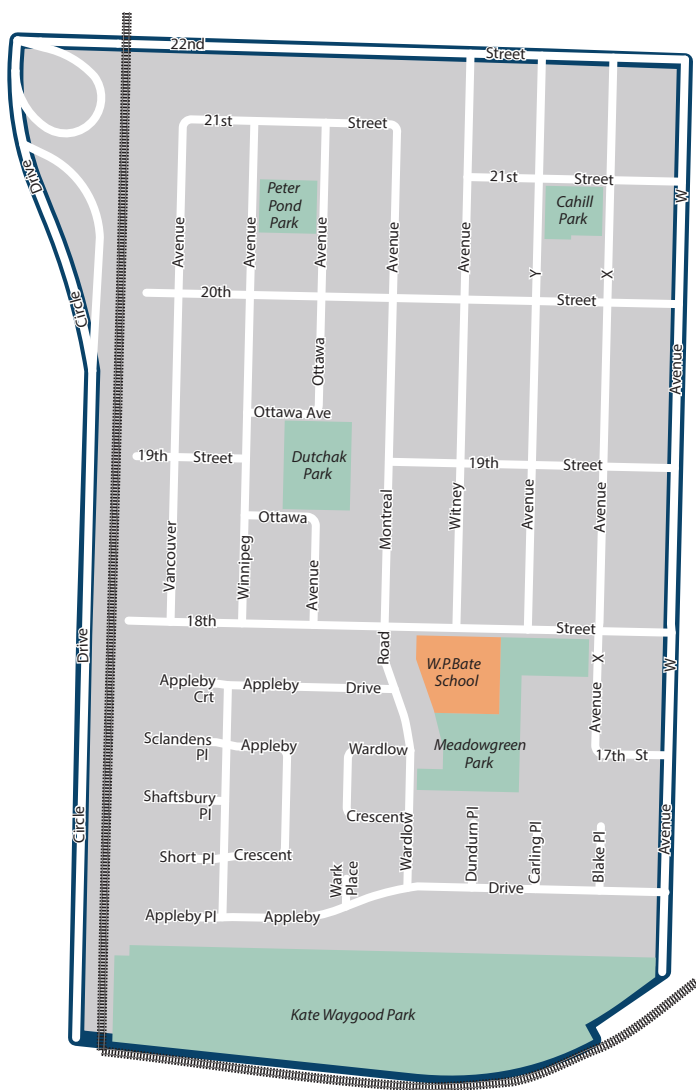 22nd
Street
21st
Street
Drive
21st
Street
W
Peter
Pond
Park
Cahill
Park
Avenue
Avenue
Avenue
Avenue
Avenue
Y
X
20th
Street
Circle
Ottawa
Avenue
Ottawa Ave
19th
Street
Dutchak
Park
19th
Street
Vancouver
Winnipeg
Ottawa
Avenue
Montreal
Witney
Avenue
Avenue
18th
Street
Drive
Road
W.P.Bate
School
X
W
Appleby
Crt
Appleby
Drive
Avenue
Sclandens
Pl
Appleby
Wardlow
Meadowgreen
Park
17th St
Shaftsbury
Pl
Crescent
Circle
Wardlow
Dundurn Pl
Carling Pl
Blake Pl
Avenue
Short Pl
Crescent
Wark
Place
Drive
Appleby Pl
Appleby
Kate Waygood Park